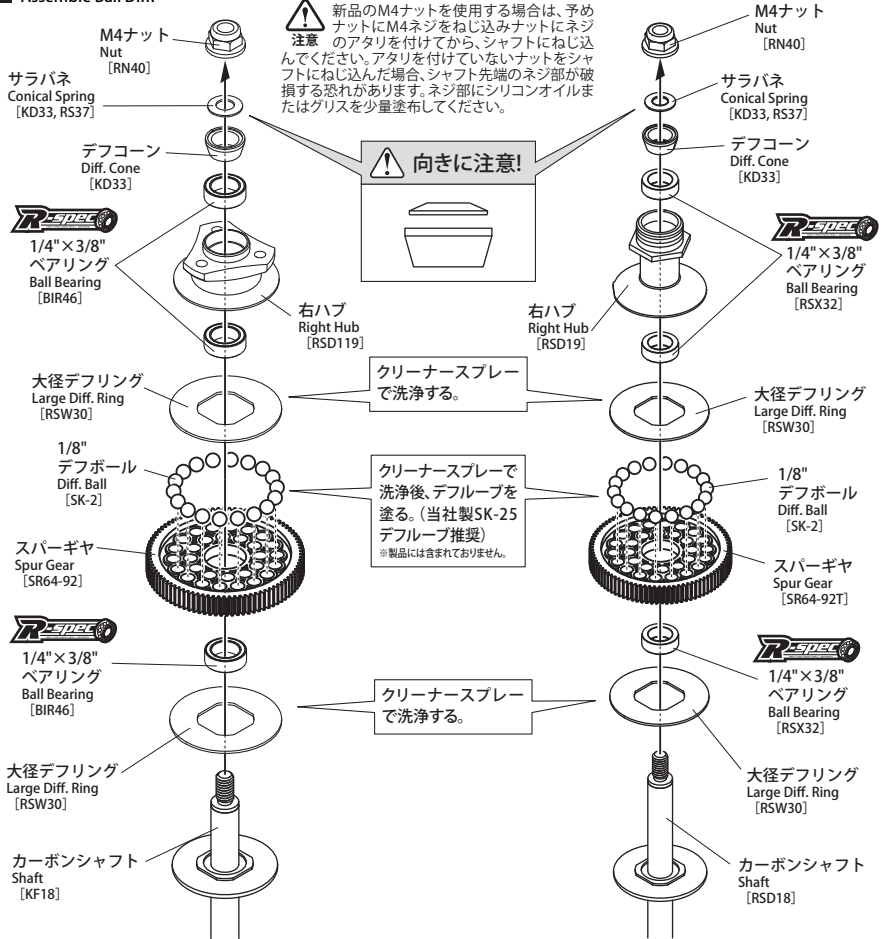 Assemble Ball Diff.
注意
新品のM4ナットを使用する場合は、予め
ナットにM4ネジをねじ込みナットにネジ
のアタリを付けてから、シャフトにねじ込
んでください。アタリを付けていないナットをシャ
フトにねじ込んだ場合、シャフト先端のネジ部が破
損する恐れがあります。ネジ部にシリコンオイルま
たはグリスを少量塗布してください。
向きに注意!
M4ナット
Nut
[RN40]
サラバネ
Conical Spring
[KD33, RS37]
デフコーン
Diff. Cone
[KD33]
R-spec
1/4"×3/8"
ベアリング
Ball Bearing
[BIR46]
右ハブ
Right Hub
[RSD119]
大径デフリング
Large Diff. Ring
[RSW30]
1/8"
デフボール
Diff. Ball
[SK-2]
スパーギヤ
Spur Gear
[SR64-92]
R-spec
1/4"×3/8"
ベアリング
Ball Bearing
[BIR46]
大径デフリング
Large Diff. Ring
[RSW30]
カーボンシャフト
Shaft
[KF18]
クリーナースプレー
で洗浄する。
クリーナースプレーで
洗浄後、デフルーブを
塗る。(当社製SK-25
デフルーブ推奨)
※製品には含まれておりません。
クリーナースプレー
で洗浄する。
M4ナット
Nut
[RN40]
サラバネ
Conical Spring
[KD33, RS37]
デフコーン
Diff. Cone
[KD33]
R-spec
1/4"×3/8"
ベアリング
Ball Bearing
[RSX32]
右ハブ
Right Hub
[RSD19]
大径デフリング
Large Diff. Ring
[RSW30]
1/8"
デフボール
Diff. Ball
[SK-2]
スパーギヤ
Spur Gear
[SR64-92T]
R-spec
1/4"×3/8"
ベアリング
Ball Bearing
[RSX32]
大径デフリング
Large Diff. Ring
[RSW30]
カーボンシャフト
Shaft
[RSD18]